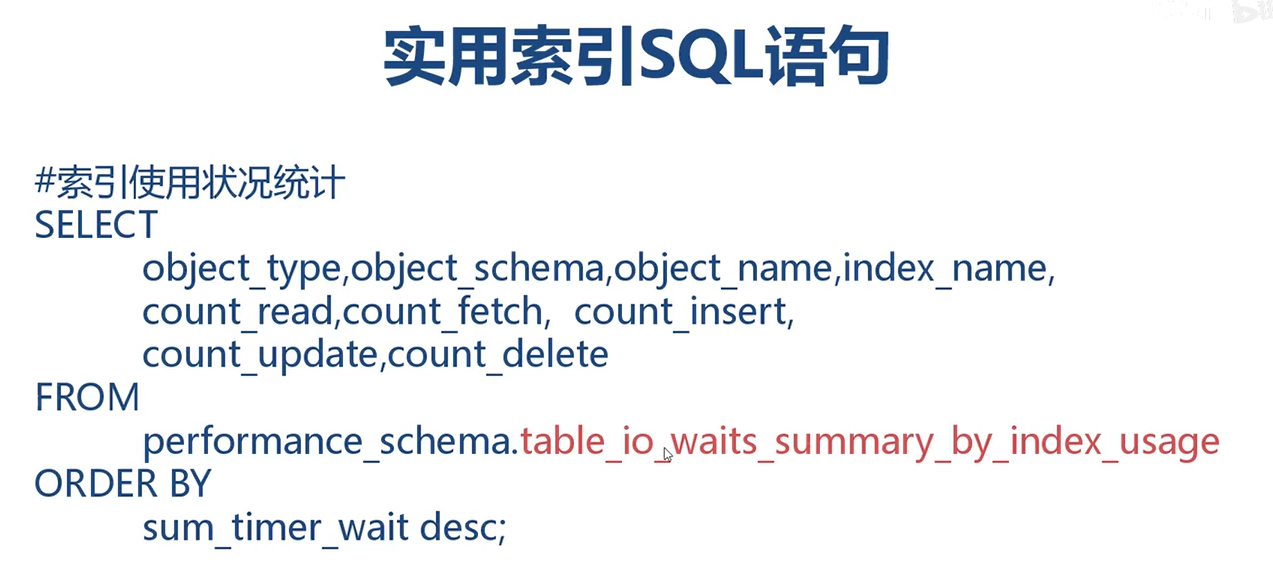 实用索引SQL语句
#索引使用状况统计
SELECT
object_type,object_schema,object_name,index_name,
count_read,count_fetch, count_insert,
count_update,count_delete
FROM
performance_schema.table_io_waits_summary_by_index_usage
ORDER BY
sum_timer_wait desc;